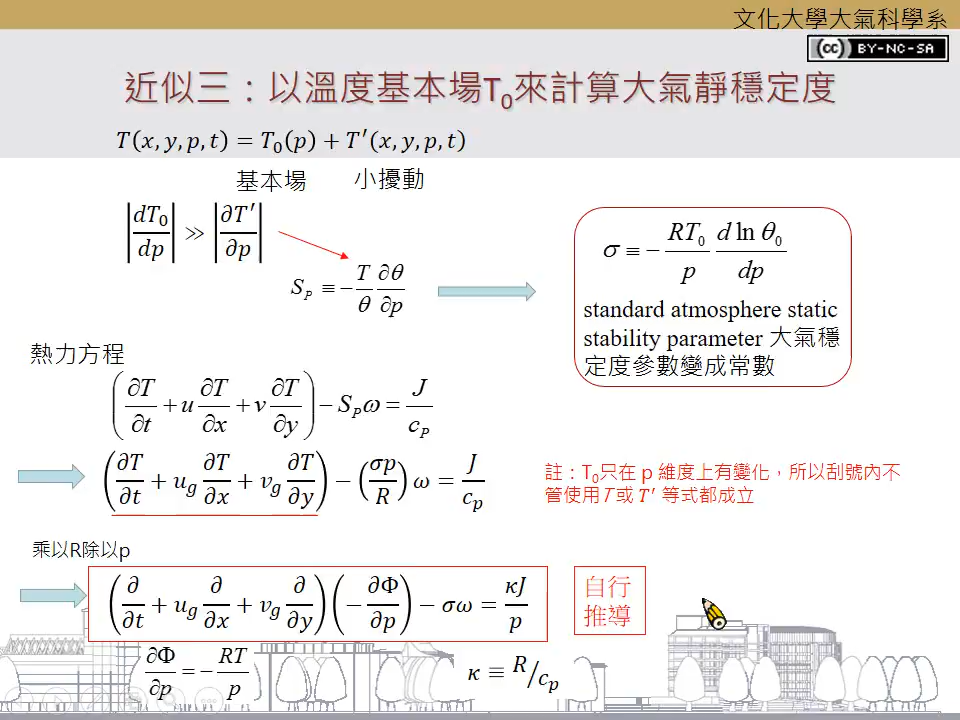 文化大學大氣科學系
(cc) BY-NC-SA
近似三：以溫度基本場T₀來計算大氣靜穩定度
T(x, y, p, t) = T₀(p) + T′(x, y, p, t)
基本場 小擾動
|dT₀/dp| ≫ |∂T′/∂p|
S_P ≡ −(T/θ)(∂θ/∂p)
σ ≡ −(RT₀/p)(d ln θ₀/dp)
standard atmosphere static
stability parameter 大氣穩
定度參數變成常數
熱力方程
(∂T/∂t + u ∂T/∂x + v ∂T/∂y) − S_P ω = J/c_P
(∂T/∂t + u_g ∂T/∂x + v_g ∂T/∂y) − (σp/R) ω = J/c_p
註：T₀只在 p 維度上有變化，所以刮號內不
管使用T或 T′ 等式都成立
乘以R除以p
(∂/∂t + u_g ∂/∂x + v_g ∂/∂y)(−∂Φ/∂p) − σω = κJ/p
自行
推導
∂Φ/∂p = −RT/p
κ ≡ R/c_p